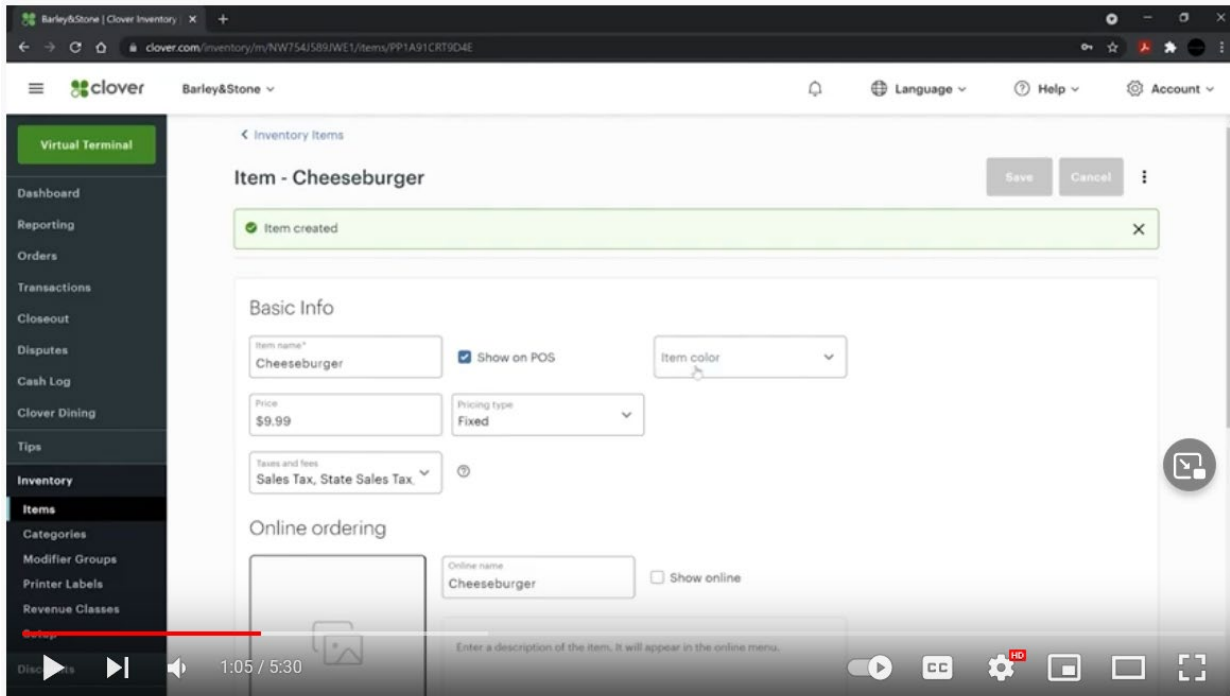 Barley&Stone | Clover Inventory
clover.com/inventory/m/NW754J589JWE1/items/PP1A91CRT9D4E
clover
Barley&Stone
Language
Help
Account
Virtual Terminal
Dashboard
Reporting
Orders
Transactions
Closeout
Disputes
Cash Log
Clover Dining
Tips
Inventory
Items
Categories
Modifier Groups
Printer Labels
Revenue Classes
Setup
Discounts
Inventory Items
Item - Cheeseburger
Save
Cancel
Item created
Basic Info
Item name*
Cheeseburger
Show on POS
Item color
Price
$9.99
Pricing type
Fixed
Taxes and fees
Sales Tax, State Sales Tax,
Online ordering
Online name
Cheeseburger
Show online
Enter a description of the item. It will appear in the online menu.
1:05 / 5:30
CC
HD